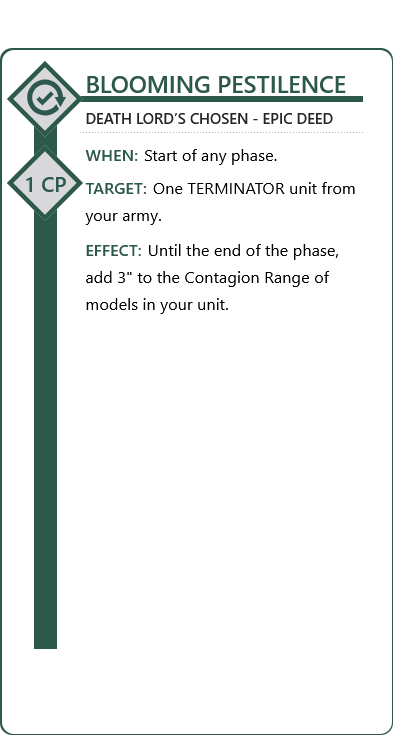 BLOOMING PESTILENCE
DEATH LORD’S CHOSEN - EPIC DEED
WHEN: Start of any phase.
1 CP
TARGET: One TERMINATOR unit from
your army.
EFFECT: Until the end of the phase,
add 3" to the Contagion Range of
models in your unit.